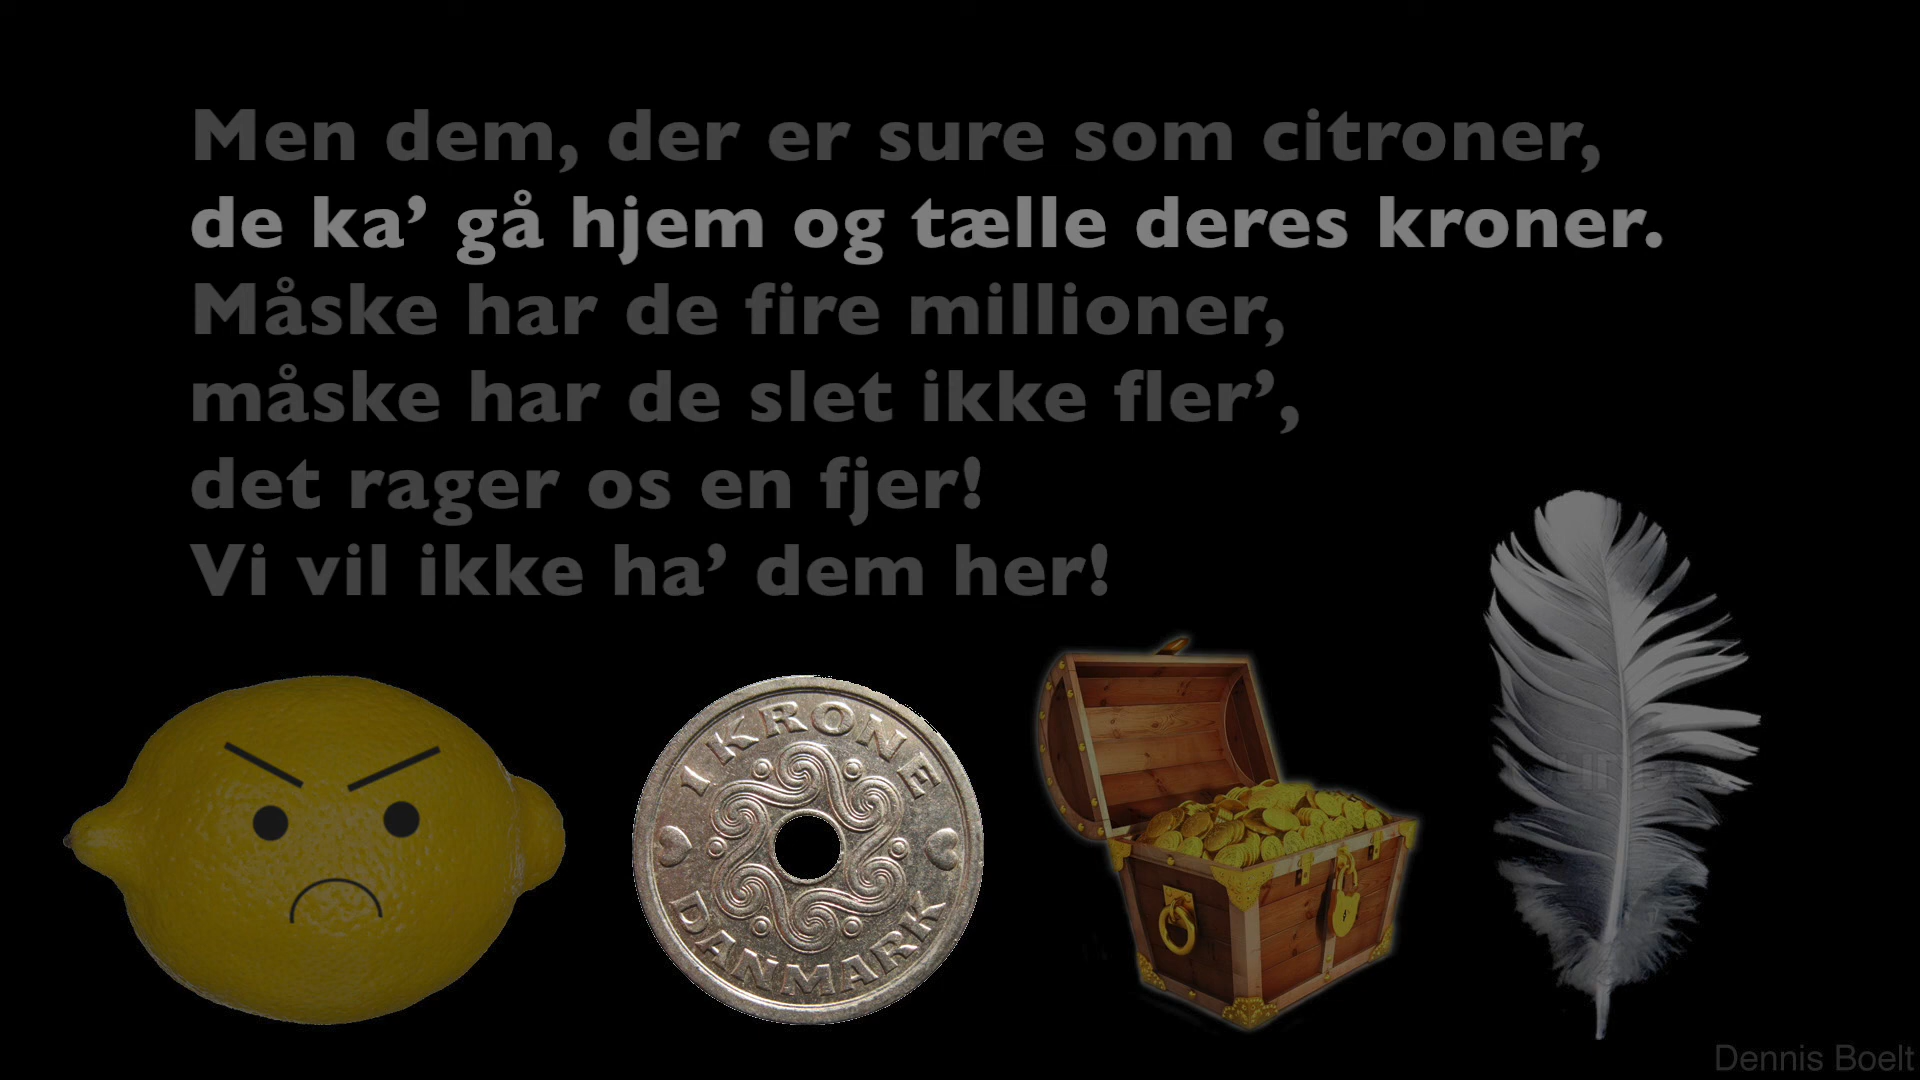 Men dem, der er sure som citroner,
de ka’ gå hjem og tælle deres kroner.
Måske har de fire millioner,
måske har de slet ikke fler’,
det rager os en fjer!
Vi vil ikke ha’ dem her!
1 KRONE
DANMARK
Dennis Boelt